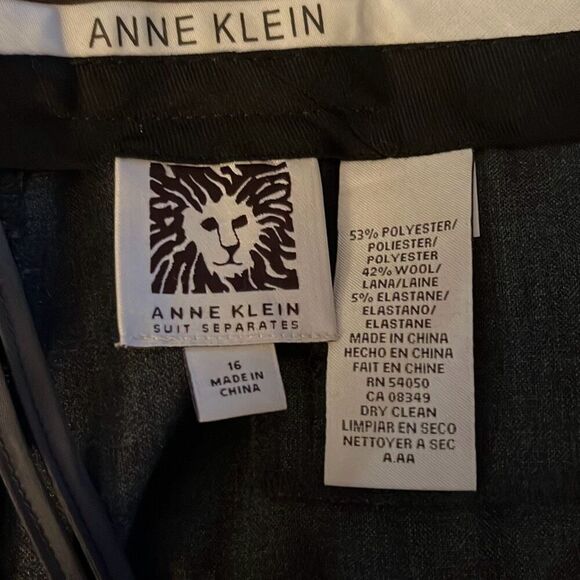 ANNE KLEIN
ANNE KLEIN
SUIT SEPARATES
16
MADE IN
CHINA
53% POLYESTER/
POLIESTER/
POLYESTER
42% WOOL/
LANA/LAINE
5% ELASTANE/
ELASTANO/
ELASTANE
MADE IN CHINA
HECHO EN CHINA
FAIT EN CHINE
RN 54050
CA 08349
DRY CLEAN
LIMPIAR EN SECO
NETTOYER A SEC
A.AA